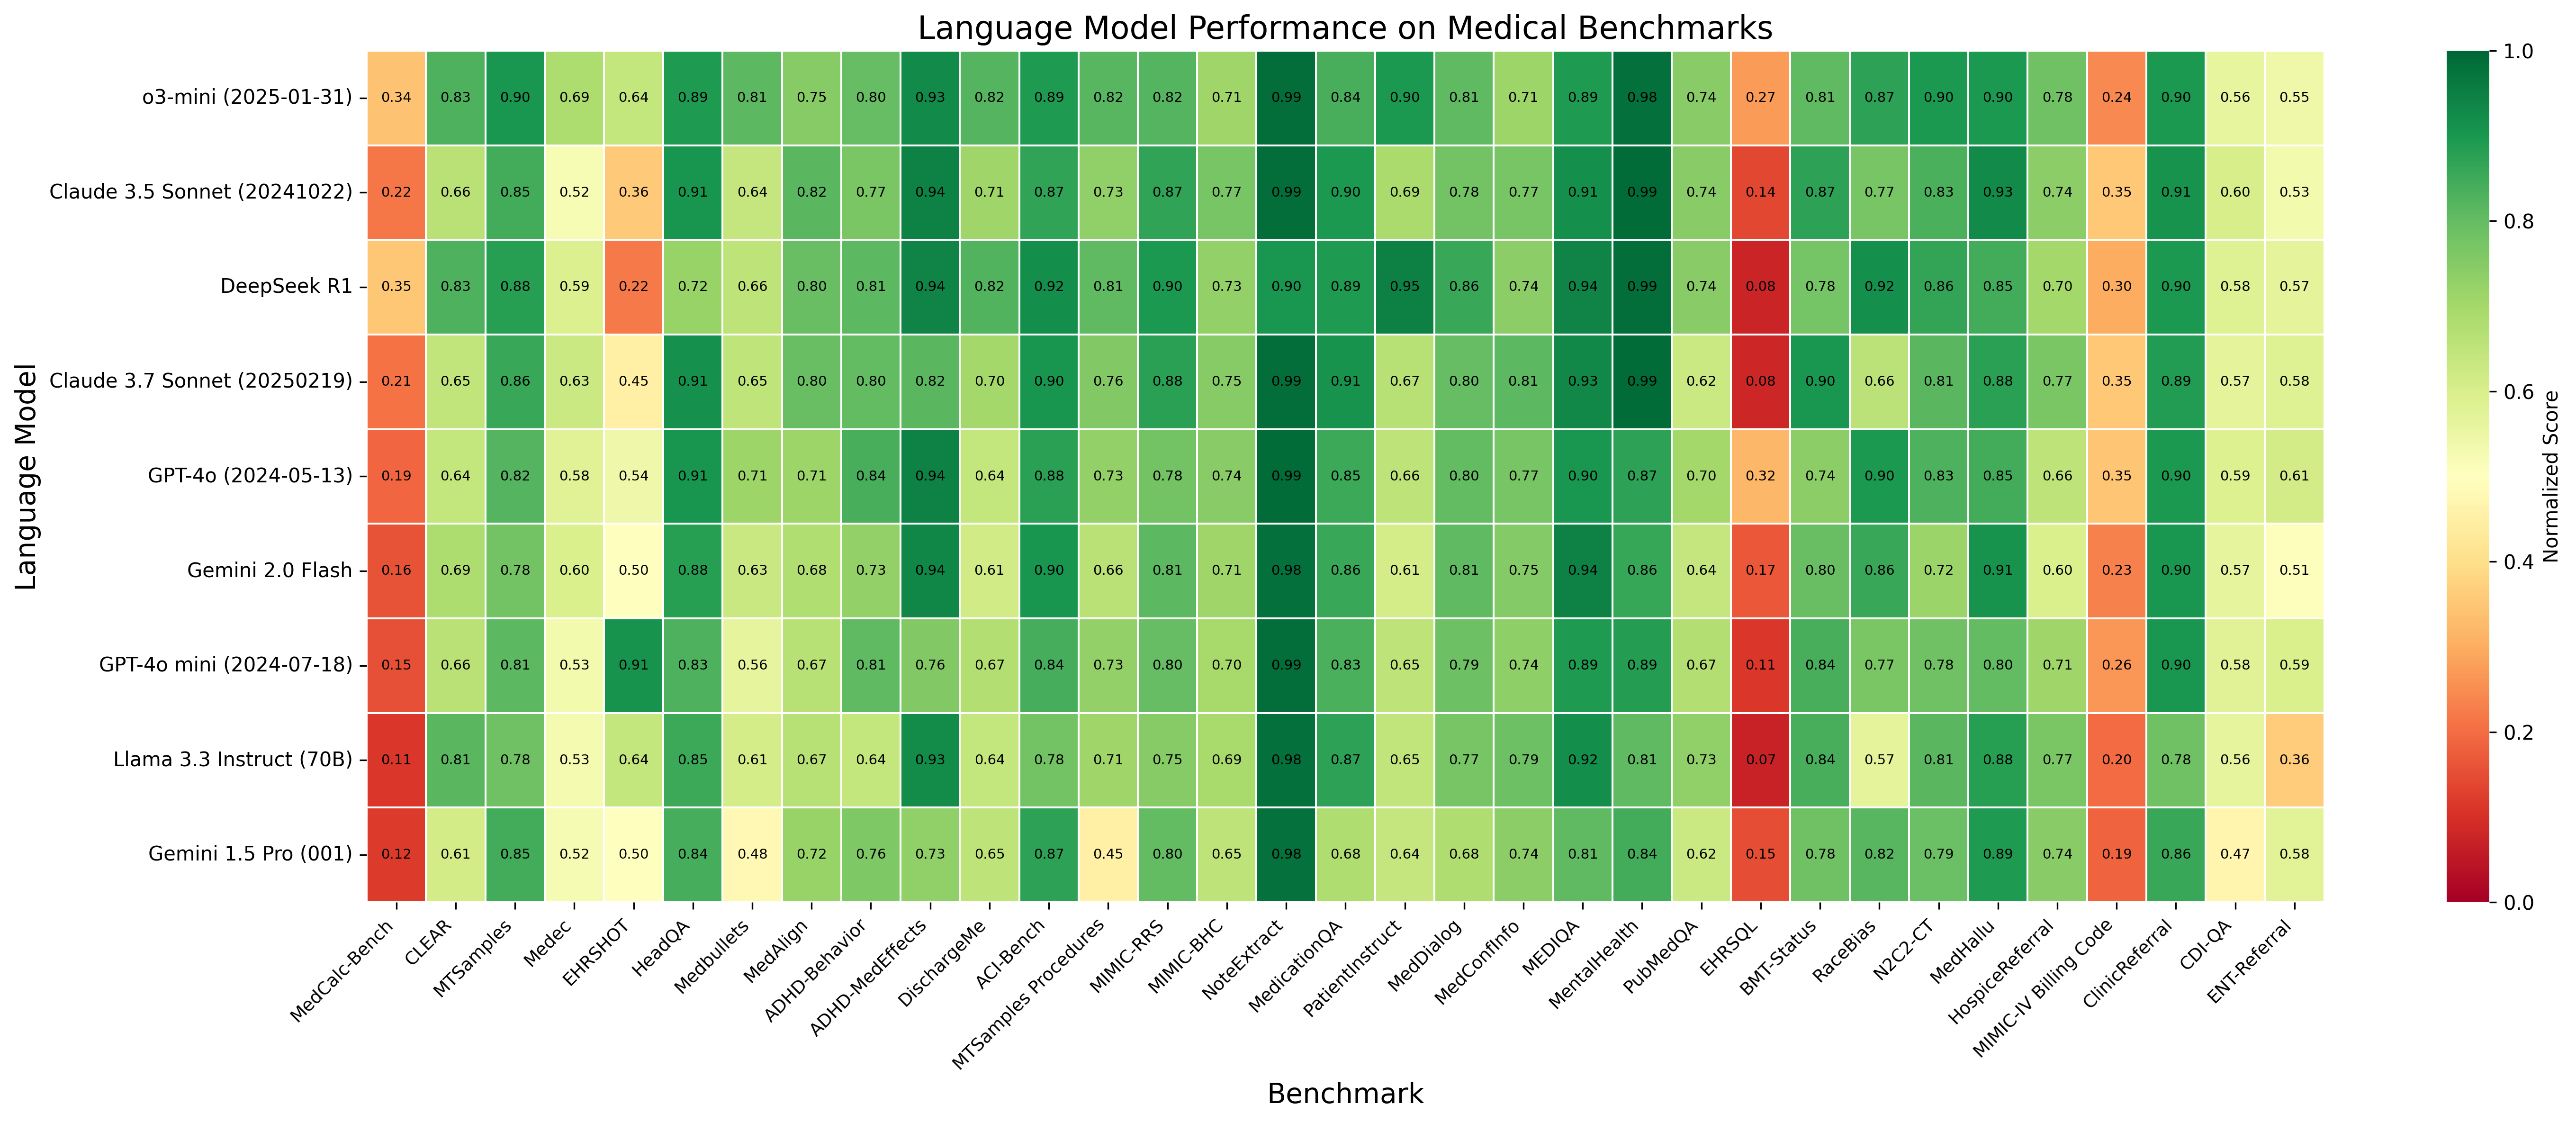 Language Model Performance on Medical Benchmarks
Language Model
o3-mini (2025-01-31) 0.34 0.83 0.90 0.69 0.64 0.89 0.81 0.75 0.80 0.93 0.82 0.89 0.82 0.82 0.71 0.99 0.84 0.90 0.81 0.71 0.89 0.98 0.74 0.27 0.81 0.87 0.90 0.90 0.78 0.24 0.90 0.56 0.55
Claude 3.5 Sonnet (20241022) 0.22 0.66 0.85 0.52 0.36 0.91 0.64 0.82 0.77 0.94 0.71 0.87 0.73 0.87 0.77 0.99 0.90 0.69 0.78 0.77 0.91 0.99 0.74 0.14 0.87 0.77 0.83 0.93 0.74 0.35 0.91 0.60 0.53
DeepSeek R1 0.35 0.83 0.88 0.59 0.22 0.72 0.66 0.80 0.81 0.94 0.82 0.92 0.81 0.90 0.73 0.90 0.89 0.95 0.86 0.74 0.94 0.99 0.74 0.08 0.78 0.92 0.86 0.85 0.70 0.30 0.90 0.58 0.57
Claude 3.7 Sonnet (20250219) 0.21 0.65 0.86 0.63 0.45 0.91 0.65 0.80 0.80 0.82 0.70 0.90 0.76 0.88 0.75 0.99 0.91 0.67 0.80 0.81 0.93 0.99 0.62 0.08 0.90 0.66 0.81 0.88 0.77 0.35 0.89 0.57 0.58
GPT-4o (2024-05-13) 0.19 0.64 0.82 0.58 0.54 0.91 0.71 0.71 0.84 0.94 0.64 0.88 0.73 0.78 0.74 0.99 0.85 0.66 0.80 0.77 0.90 0.87 0.70 0.32 0.74 0.90 0.83 0.85 0.66 0.35 0.90 0.59 0.61
Gemini 2.0 Flash 0.16 0.69 0.78 0.60 0.50 0.88 0.63 0.68 0.73 0.94 0.61 0.90 0.66 0.81 0.71 0.98 0.86 0.61 0.81 0.75 0.94 0.86 0.64 0.17 0.80 0.86 0.72 0.91 0.60 0.23 0.90 0.57 0.51
GPT-4o mini (2024-07-18) 0.15 0.66 0.81 0.53 0.91 0.83 0.56 0.67 0.81 0.76 0.67 0.84 0.73 0.80 0.70 0.99 0.83 0.65 0.79 0.74 0.89 0.89 0.67 0.11 0.84 0.77 0.78 0.80 0.71 0.26 0.90 0.58 0.59
Llama 3.3 Instruct (70B) 0.11 0.81 0.78 0.53 0.64 0.85 0.61 0.67 0.64 0.93 0.64 0.78 0.71 0.75 0.69 0.98 0.87 0.65 0.77 0.79 0.92 0.81 0.73 0.07 0.84 0.57 0.81 0.88 0.77 0.20 0.78 0.56 0.36
Gemini 1.5 Pro (001) 0.12 0.61 0.85 0.52 0.50 0.84 0.48 0.72 0.76 0.73 0.65 0.87 0.45 0.80 0.65 0.98 0.68 0.64 0.68 0.74 0.81 0.84 0.62 0.15 0.78 0.82 0.79 0.89 0.74 0.19 0.86 0.47 0.58
MedCalc-Bench
CLEAR
MTSamples
Medec
EHRSHOT
HeadQA
Medbullets
MedAlign
ADHD-Behavior
ADHD-MedEffects
DischargeMe
ACI-Bench
MTSamples Procedures
MIMIC-RRS
MIMIC-BHC
NoteExtract
MedicationQA
PatientInstruct
MedDialog
MedConfInfo
MEDIQA
MentalHealth
PubMedQA
EHRSQL
BMT-Status
RaceBias
N2C2-CT
MedHallu
HospiceReferral
MIMIC-IV Billing Code
ClinicReferral
CDI-QA
ENT-Referral
Benchmark
1.0
0.8
0.6
0.4
0.2
0.0
Normalized Score